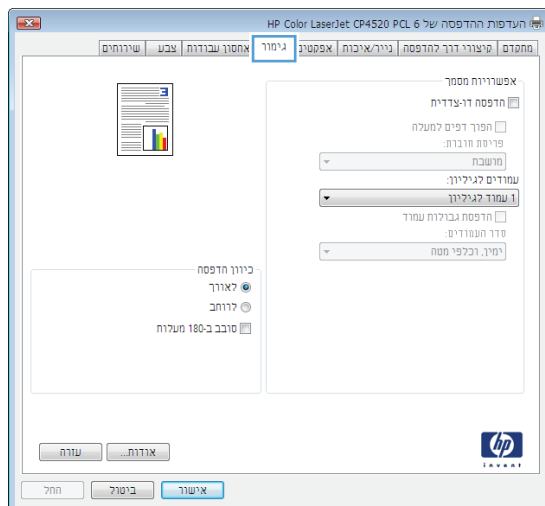 העדפות ההדפסה של HP Color LaserJet CP4520 PCL 6
מתקדם
קיצורי דרך להדפסה
נייר/איכות
אפקטים
גימור
אחסון עבודות
צבע
שירותים
אפשרויות מסמך
הדפסה דו-צדדית
הפוך דפים למעלה
פריסת חוברת:
מושבת
עמודים לגיליון:
1 עמוד לגיליון
הדפסת גבולות עמוד
סדר העמודים:
ימין, וכלפי מטה
כיוון הדפסה
לאורך
לרוחב
סובב ב-180 מעלות
hp
invent
אודות...
עזרה
אישור
ביטול
החל